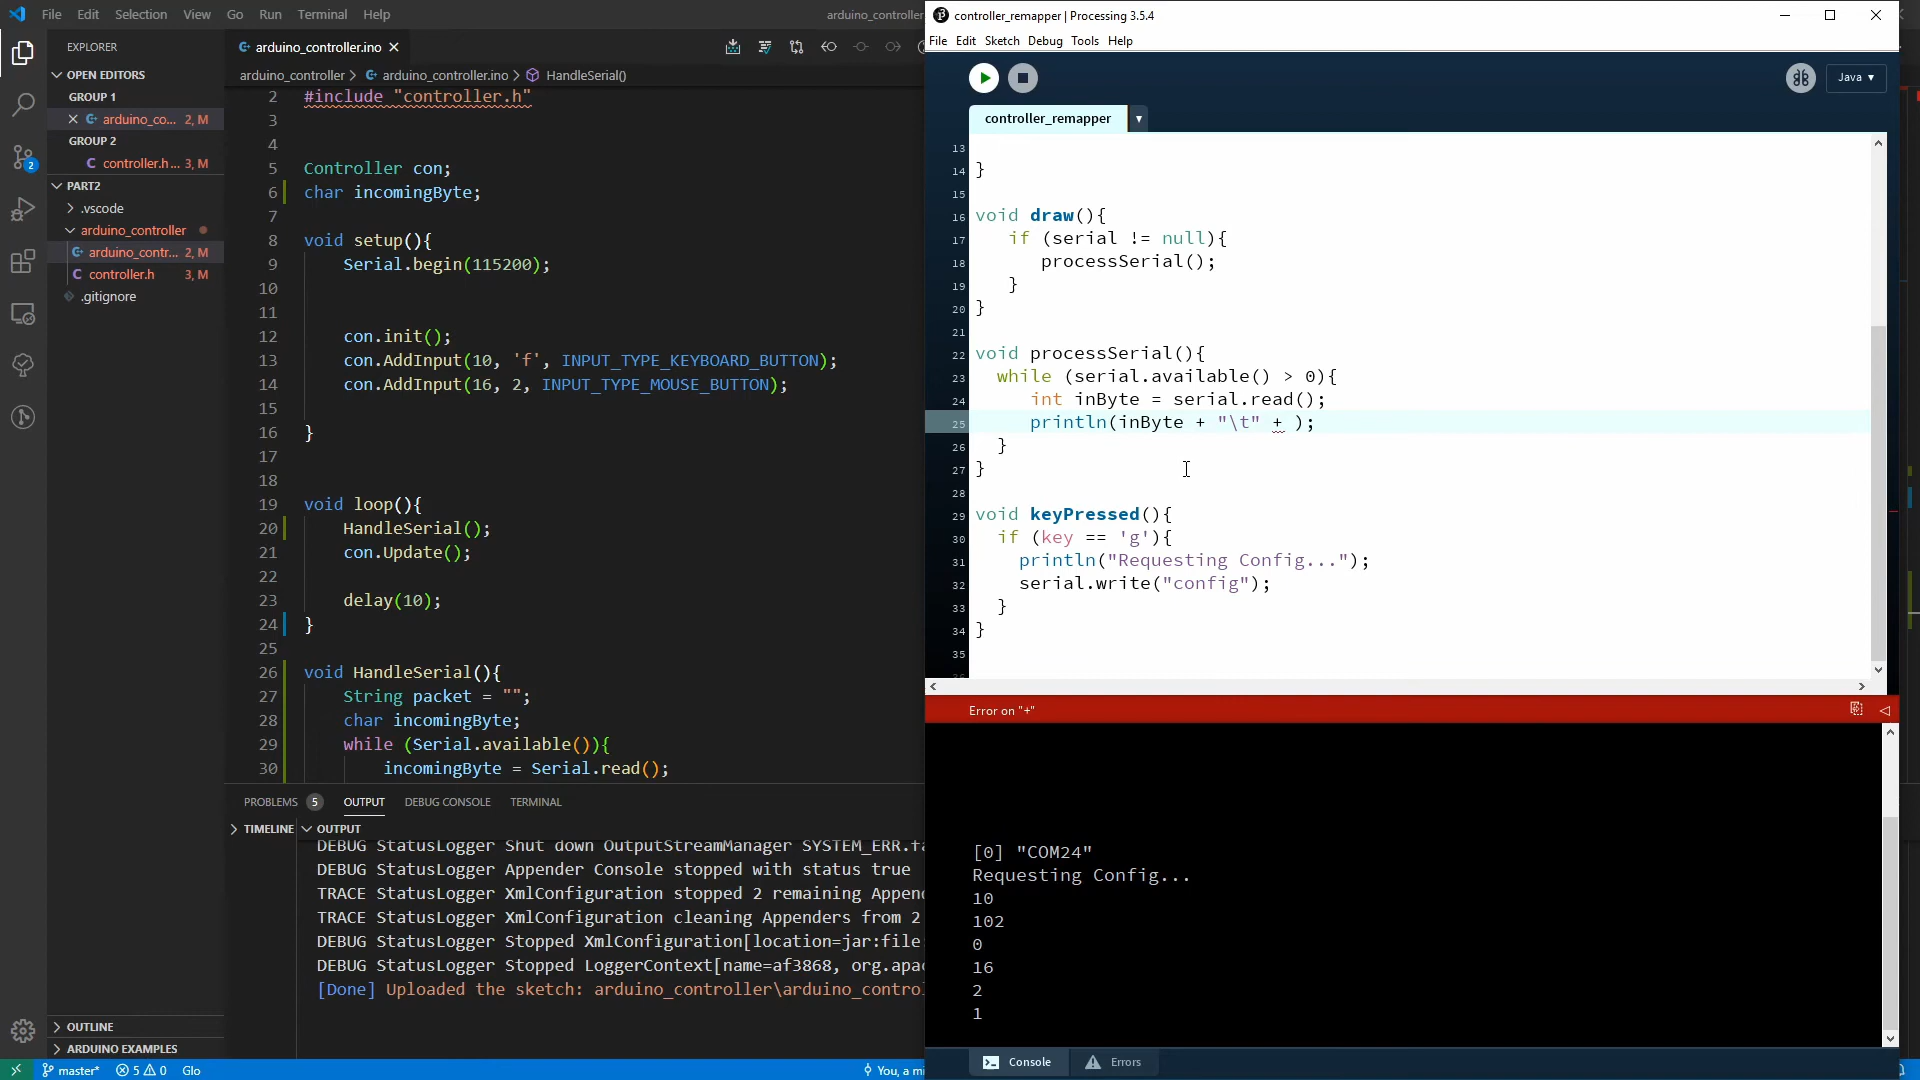 File Edit Selection View Go Run Terminal Help
arduino_controller
EXPLORER
OPEN EDITORS
GROUP 1
arduino_co... 2, M
GROUP 2
controller.h... 3, M
PART2
.vscode
arduino_controller
arduino_contr... 2, M
controller.h 3, M
.gitignore
OUTLINE
ARDUINO EXAMPLES
2
arduino_controller.ino
arduino_controller > arduino_controller.ino > HandleSerial()
2 #include "controller.h"
3
4
5 Controller con;
6 char incomingByte;
7
8 void setup(){
9 Serial.begin(115200);
10
11
12 con.init();
13 con.AddInput(10, 'f', INPUT_TYPE_KEYBOARD_BUTTON);
14 con.AddInput(16, 2, INPUT_TYPE_MOUSE_BUTTON);
15
16 }
17
18
19 void loop(){
20 HandleSerial();
21 con.Update();
22
23 delay(10);
24 }
25
26 void HandleSerial(){
27 String packet = "";
28 char incomingByte;
29 while (Serial.available()){
30 incomingByte = Serial.read();
PROBLEMS 5 OUTPUT DEBUG CONSOLE TERMINAL
TIMELINE OUTPUT
DEBUG StatusLogger Shut down OutputStreamManager SYSTEM_ERR.fa
DEBUG StatusLogger Appender Console stopped with status true
TRACE StatusLogger XmlConfiguration stopped 2 remaining Appen
TRACE StatusLogger XmlConfiguration cleaning Appenders from 2
DEBUG StatusLogger Stopped XmlConfiguration[location=jar:file
DEBUG StatusLogger Stopped LoggerContext[name=af3868, org.apac
[Done] Uploaded the sketch: arduino_controller\arduino_control
master* 5 0 Glo
You, a mi
controller_remapper | Processing 3.5.4
File Edit Sketch Debug Tools Help
Java
controller_remapper
13
14 }
15
16 void draw(){
17 if (serial != null){
18 processSerial();
19 }
20 }
21
22 void processSerial(){
23 while (serial.available() > 0){
24 int inByte = serial.read();
25 println(inByte + "\t" + );
26 }
27 }
28
29 void keyPressed(){
30 if (key == 'g'){
31 println("Requesting Config...");
32 serial.write("config");
33 }
34 }
35
Error on "+"
[0] "COM24"
Requesting Config...
10
102
0
16
2
1
Console Errors